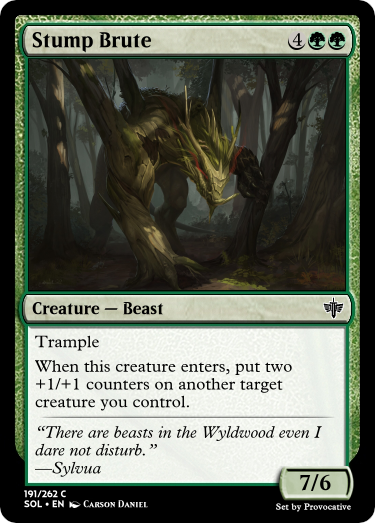 Stump Brute 4
Creature — Beast
Trample
When this creature enters, put two
+1/+1 counters on another target
creature you control.
“There are beasts in the Wyldwood even I
dare not disturb.”
—Sylvua
7/6
191/262 C
SOL • EN Carson Daniel
Set by Provocative